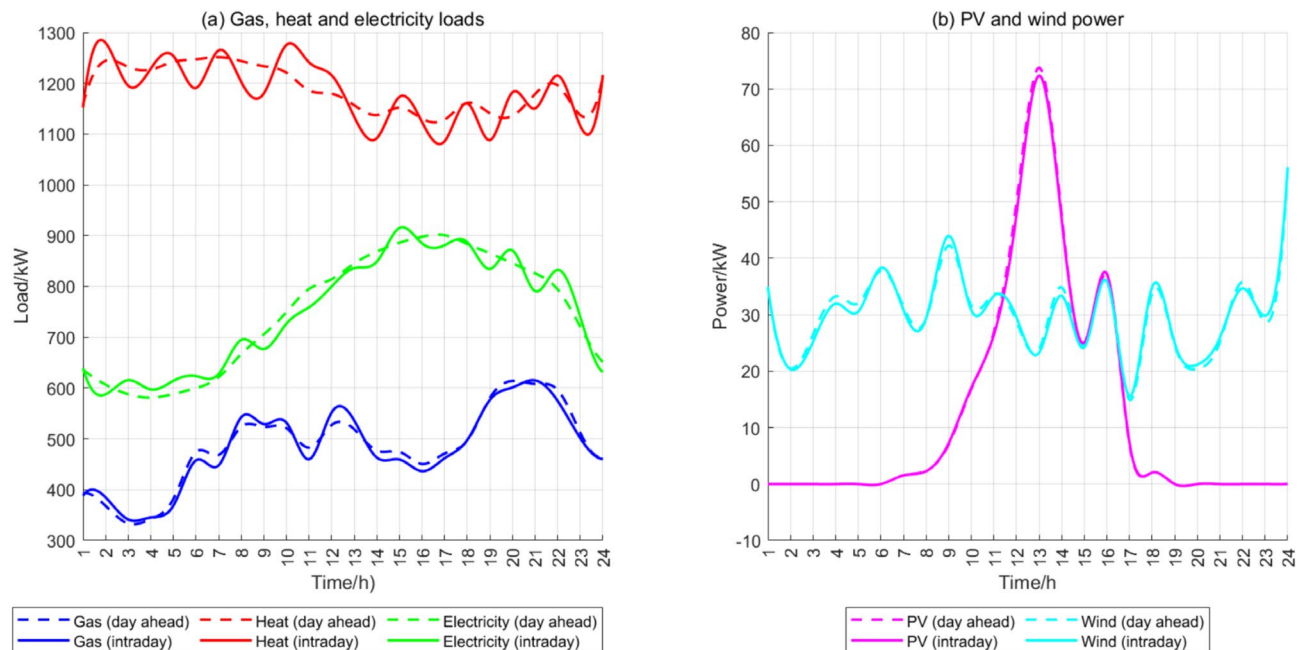 (a) Gas, heat and electricity loads
1300
1200
1100
1000
900
800
700
600
500
400
300
Load/kW
1 2 3 4 5 6 7 8 9 10 11 12 13 14 15 16 17 18 19 20 21 22 23 24
Time/h)
Gas (day ahead) Heat (day ahead) Electricity (day ahead)
Gas (intraday) Heat (intraday) Electricity (intraday)
(b) PV and wind power
80
70
60
50
40
30
20
10
0
-10
Power/kW
1 2 3 4 5 6 7 8 9 10 11 12 13 14 15 16 17 18 19 20 21 22 23 24
Time/h
PV (day ahead) Wind (day ahead)
PV (intraday) Wind (intraday)